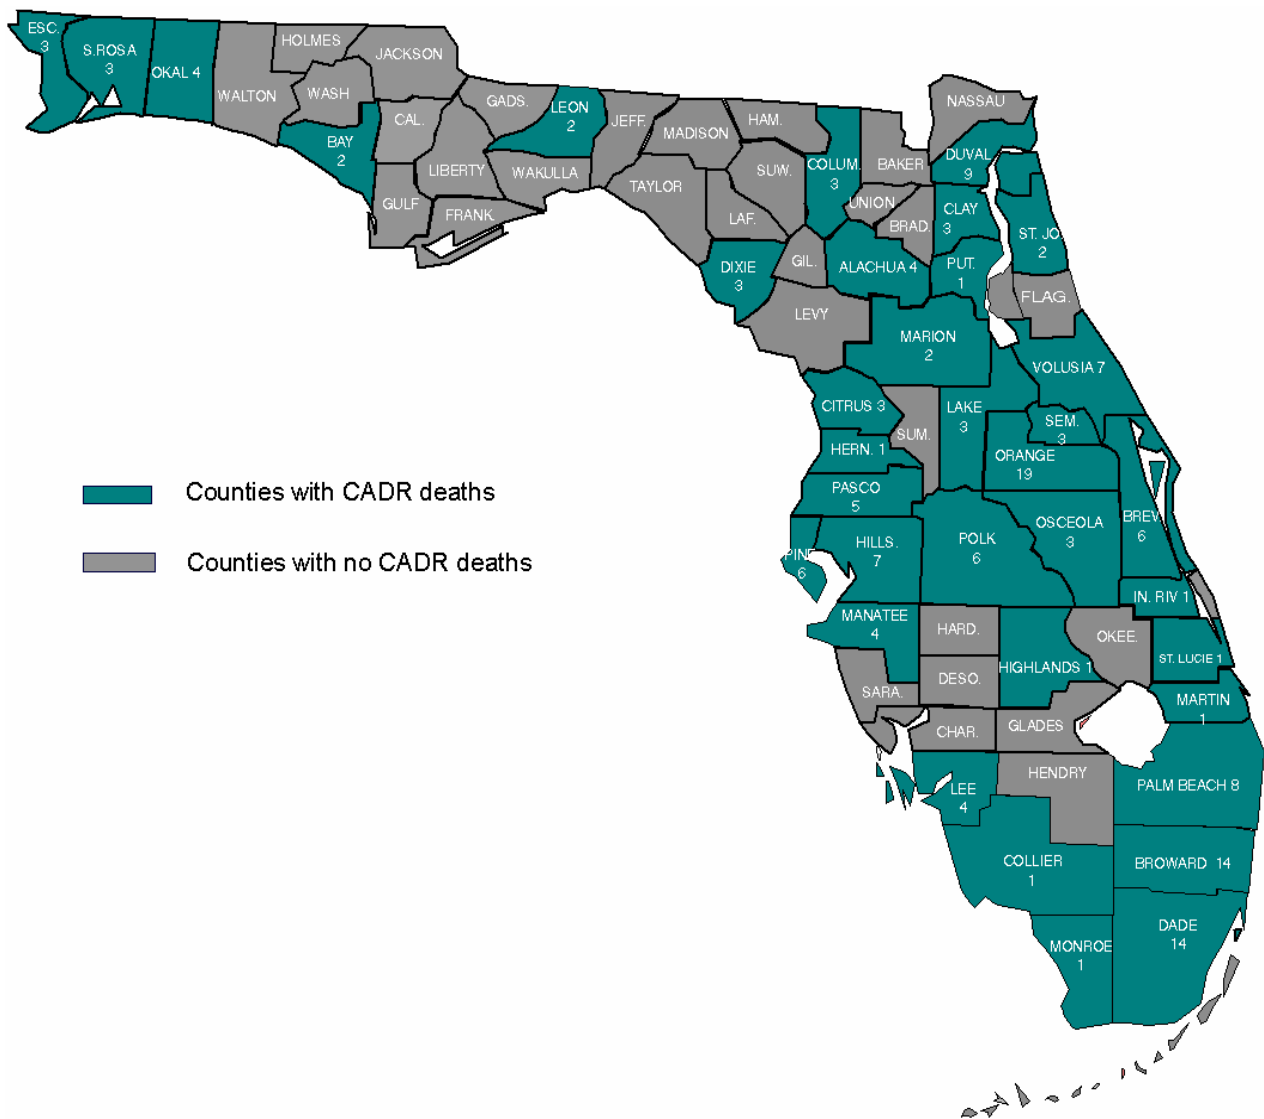 ESC.
3
S.ROSA
3
OKAL 4
WALTON
HOLMES
WASH
JACKSON
BAY
2
CAL.
GULF
LIBERTY
FRANK.
GADS.
LEON
2
WAKULLA
JEFF.
MADISON
TAYLOR
HAM.
SUW.
LAF.
DIXIE
3
COLUM.
3
GIL.
LEVY
BAKER
UNION
BRAD.
ALACHUA 4
NASSAU
DUVAL
9
CLAY
3
PUT.
1
ST. JO.
2
FLAG.
MARION
2
VOLUSIA 7
CITRUS 3
SUM.
LAKE
3
SEM.
3
HERN. 1
ORANGE
19
PASCO
5
Counties with CADR deaths
Counties with no CADR deaths
PINE
6
HILLS.
7
POLK
6
OSCEOLA
3
BREV.
6
IN. RIV 1
MANATEE
4
HARD.
HIGHLANDS 1
OKEE.
ST. LUCIE 1
SARA.
DESO.
MARTIN
1
CHAR.
GLADES
LEE
4
HENDRY
PALM BEACH 8
COLLIER
1
BROWARD 14
MONROE
1
DADE
14